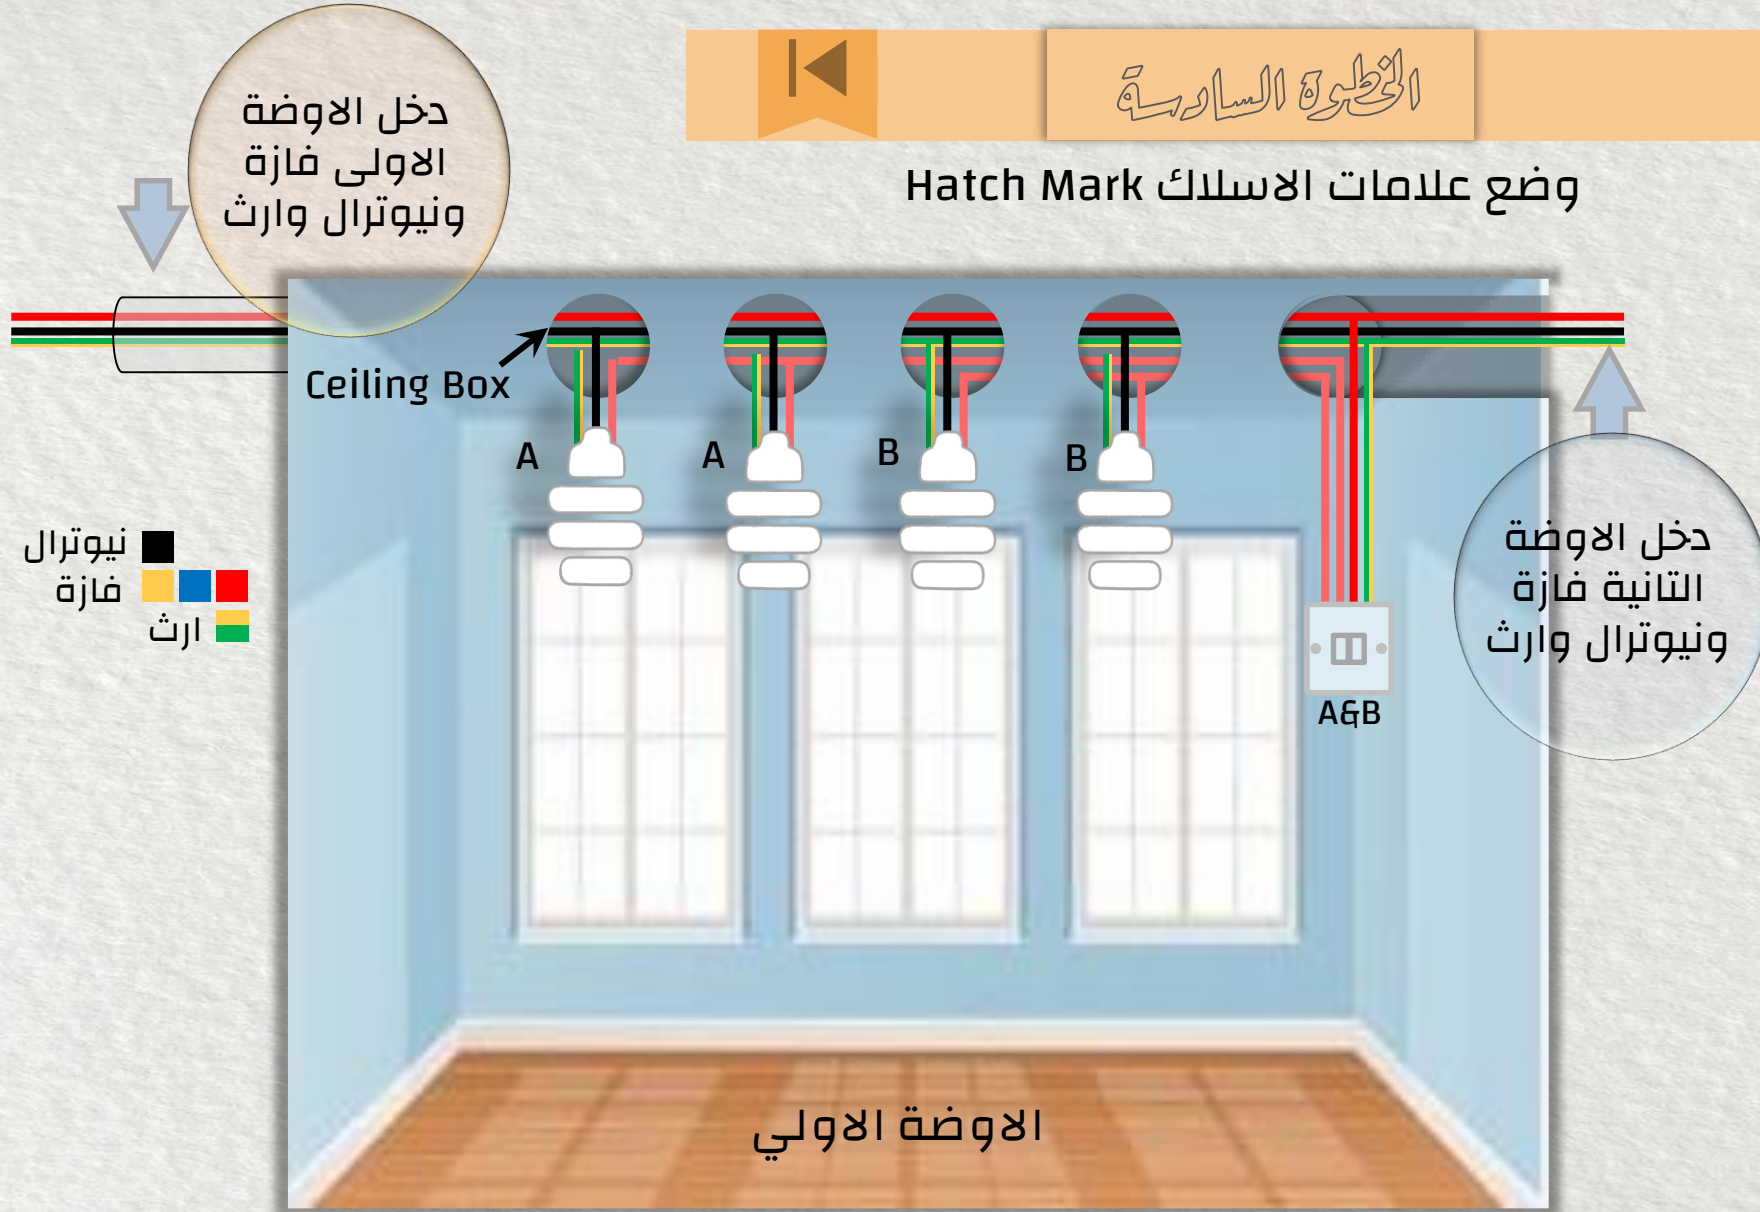 الخطوة السادسة
وضع علامات الاسلاك Hatch Mark
دخل الاوضة
الاولى فازة
ونيوترال وارث
Ceiling Box
A
A
B
B
نيوترال
فازة
ارث
دخل الاوضة
التانية فازة
ونيوترال وارث
A&B
الاوضة الاولي